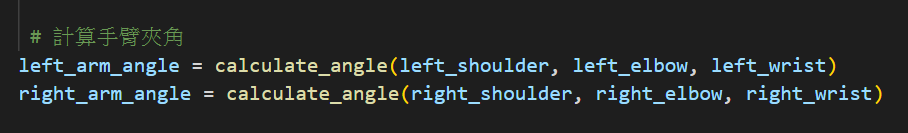 # 計算手臂夾角
left_arm_angle = calculate_angle(left_shoulder, left_elbow, left_wrist)
right_arm_angle = calculate_angle(right_shoulder, right_elbow, right_wrist)